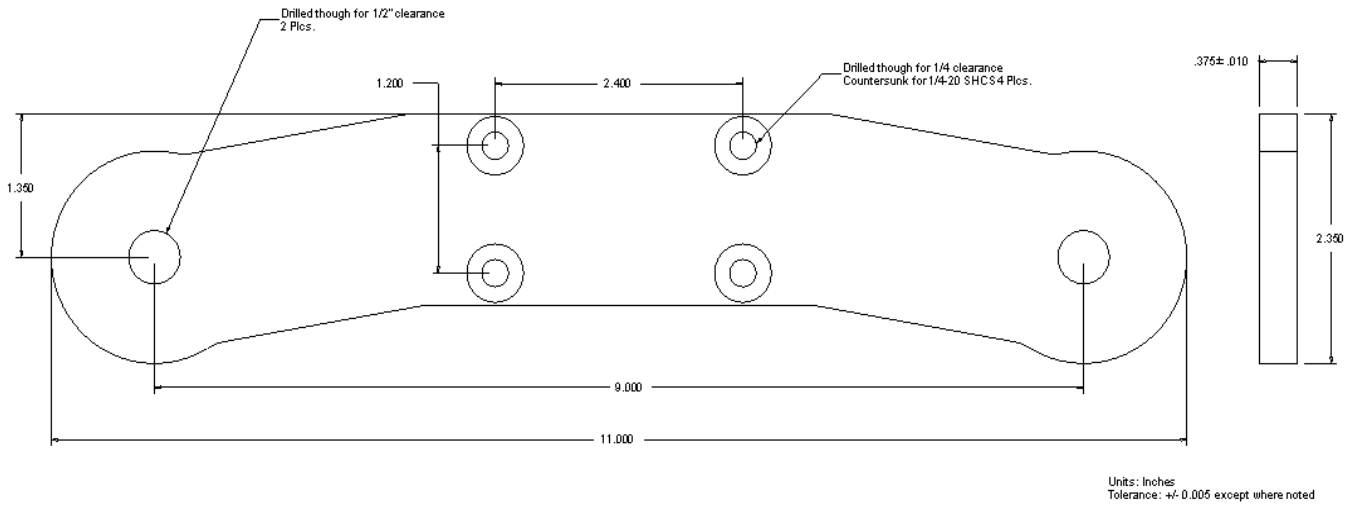 Drilled though for 1/2" clearance
2 Plcs.
Drilled though for 1/4 clearance
Countersunk for 1/4-20 SHCS 4 Plcs.
.375± .010
1.200
2.400
1.350
2.350
9.000
11.000
Units: Inches
Tolerance: +/- 0.005 except where noted